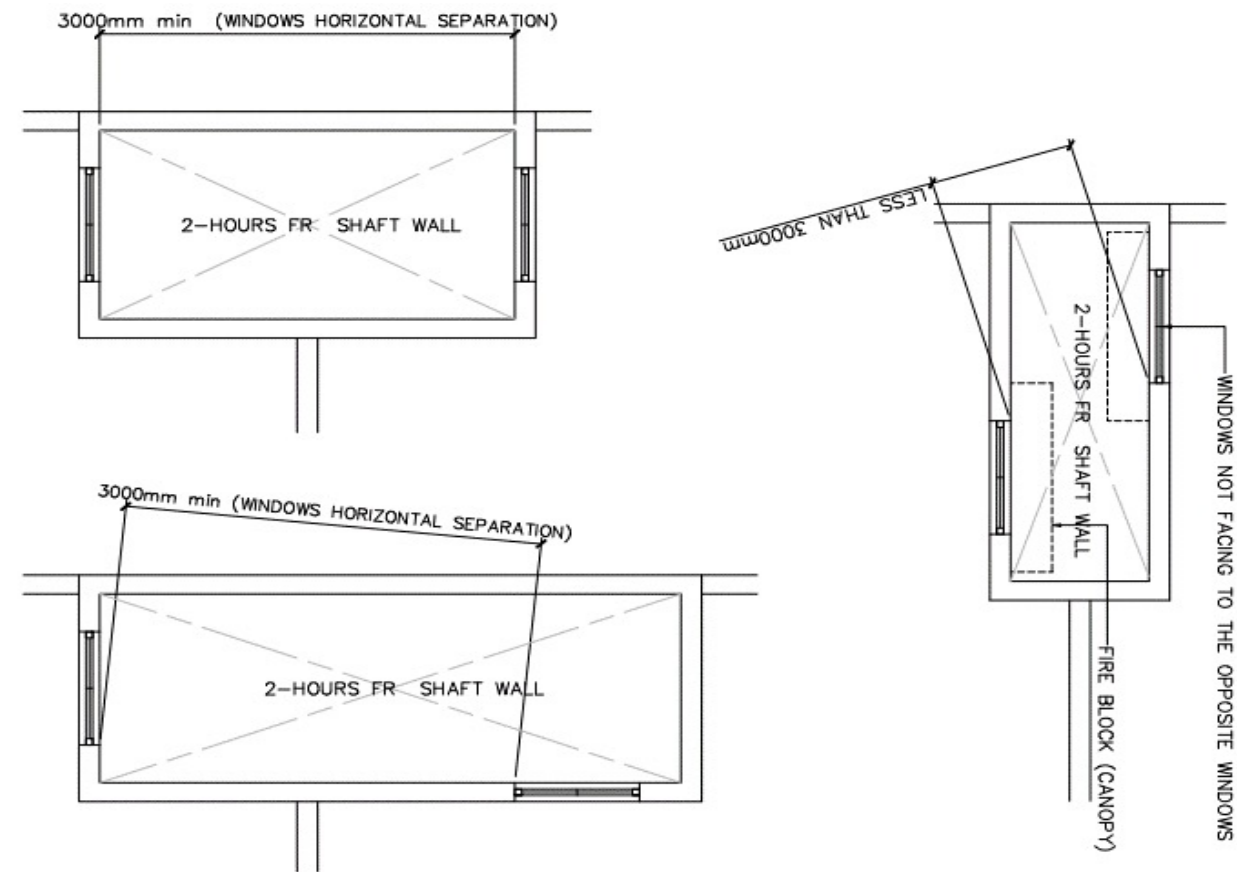 3000mm min (WINDOWS HORIZONTAL SEPARATION)
2-HOURS FR SHAFT WALL
3000mm min (WINDOWS HORIZONTAL SEPARATION)
2-HOURS FR SHAFT WALL
LESS THAN 3000mm
2-HOURS FR SHAFT WALL
WINDOWS NOT FACING TO THE OPPOSITE WINDOWS
FIRE BLOCK (CANOPY)